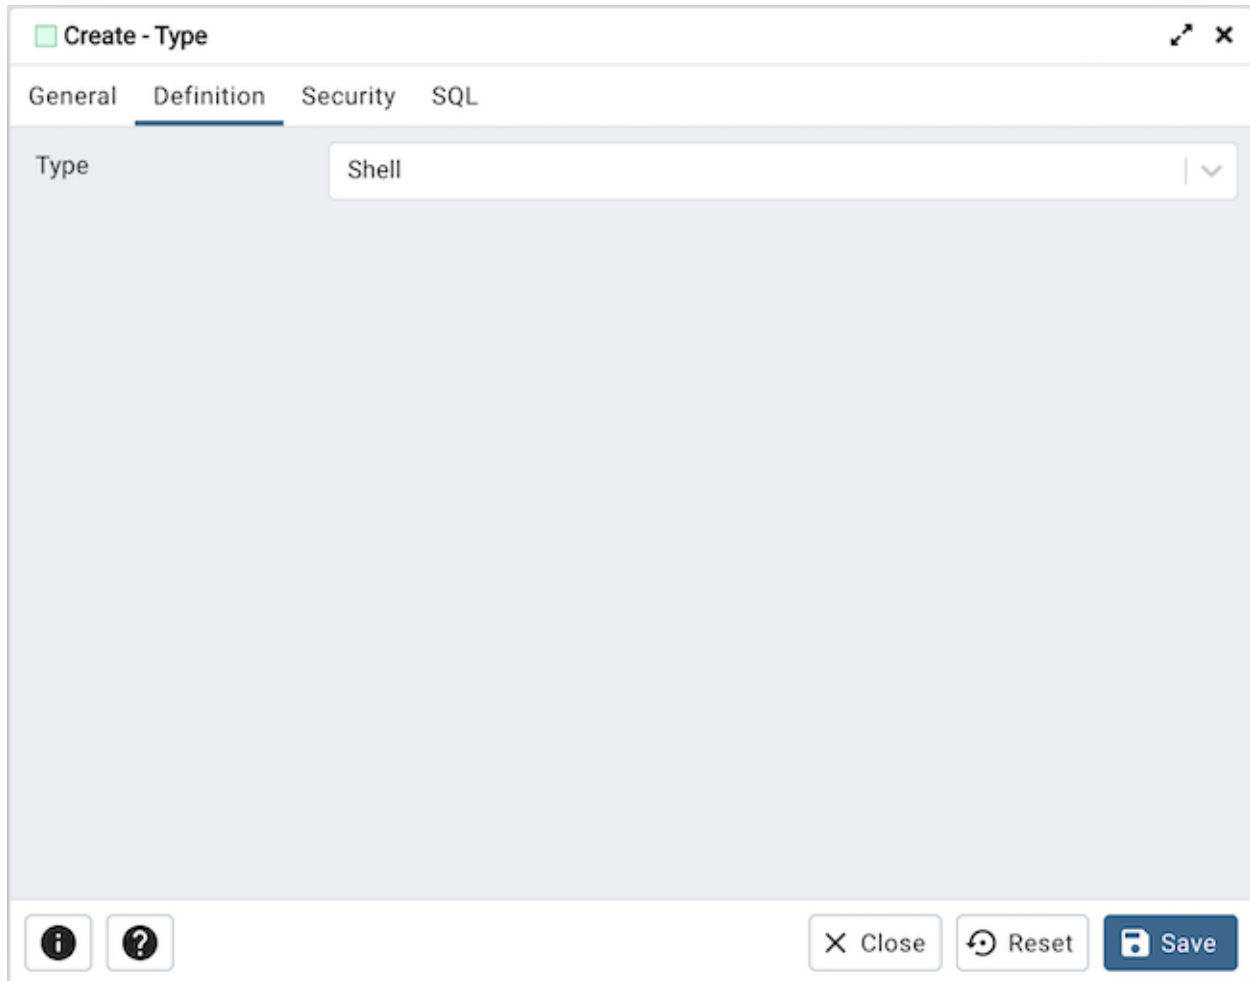 Create - Type
General Definition Security SQL
Type Shell
Close Reset Save